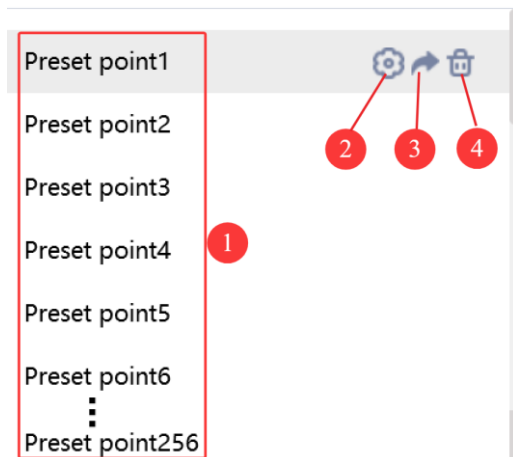 Preset point1
2
3
4
Preset point2
Preset point3
Preset point4
1
Preset point5
Preset point6
⋮
Preset point256